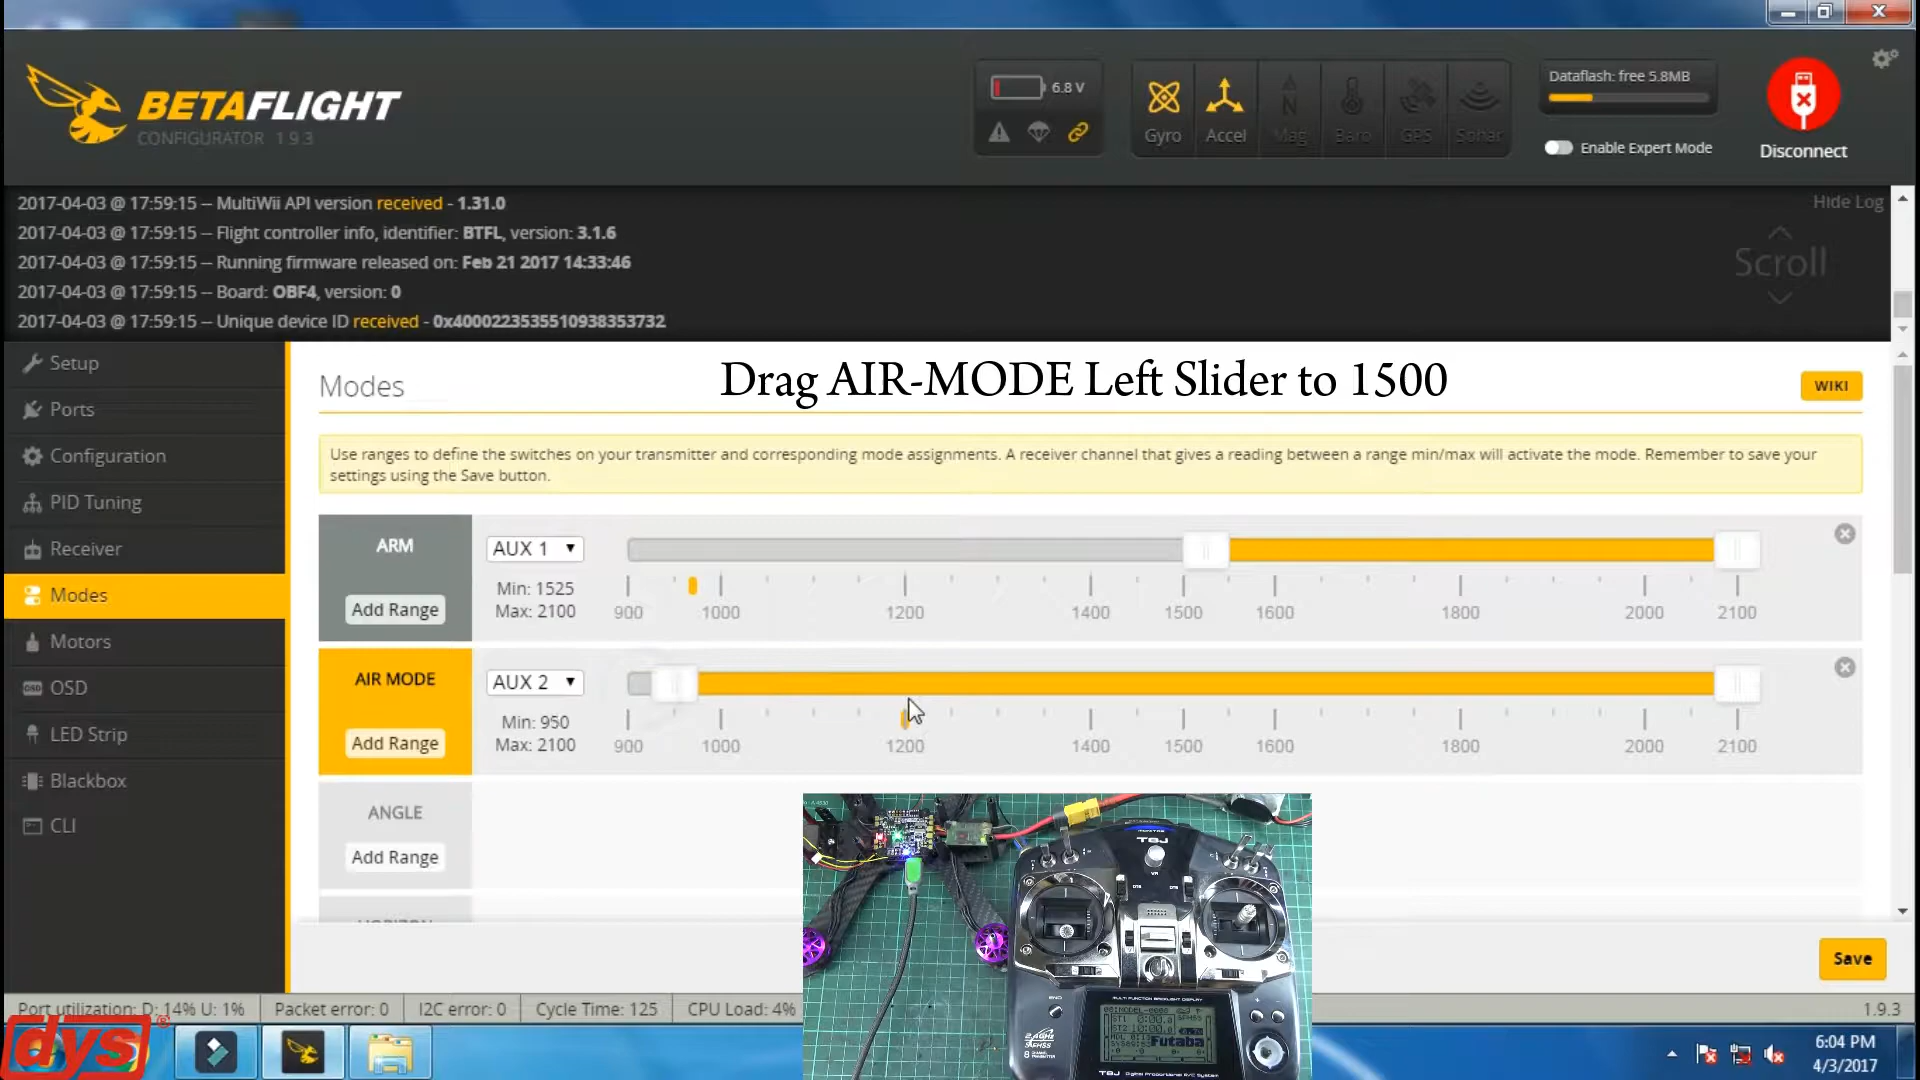 BETAFLIGHT
CONFIGURATOR 1.9.3
6.8 V
Gyro
Accel
Mag
Baro
GPS
Sonar
Dataflash: free 5.8MB
Enable Expert Mode
Disconnect
2017-04-03 @ 17:59:15 -- MultiWii API version received - 1.31.0
2017-04-03 @ 17:59:15 -- Flight controller info, identifier: BTFL, version: 3.1.6
2017-04-03 @ 17:59:15 -- Running firmware released on: Feb 21 2017 14:33:46
2017-04-03 @ 17:59:15 -- Board: OBF4, version: 0
2017-04-03 @ 17:59:15 -- Unique device ID received - 0x4000223535510938353732
Hide Log
Scroll
Setup
Ports
Configuration
PID Tuning
Receiver
Modes
Motors
OSD
LED Strip
Blackbox
CLI
Modes
Drag AIR-MODE Left Slider to 1500
WIKI
Use ranges to define the switches on your transmitter and corresponding mode assignments. A receiver channel that gives a reading between a range min/max will activate the mode. Remember to save your
settings using the Save button.
ARM
Add Range
AUX 1
Min: 1525
Max: 2100
900 1000 1200 1400 1500 1600 1800 2000 2100
AIR MODE
Add Range
AUX 2
Min: 950
Max: 2100
900 1000 1200 1400 1500 1600 1800 2000 2100
ANGLE
Add Range
HORIZON
T8J
MULTI FUNCTION BACKLIGHT DISPLAY
Futaba
T8J Digital Proportional R/C System
Save
Port utilization: D: 14% U: 1%
Packet error: 0
I2C error: 0
Cycle Time: 125
CPU Load: 4%
1.9.3
dys
6:04 PM
4/3/2017